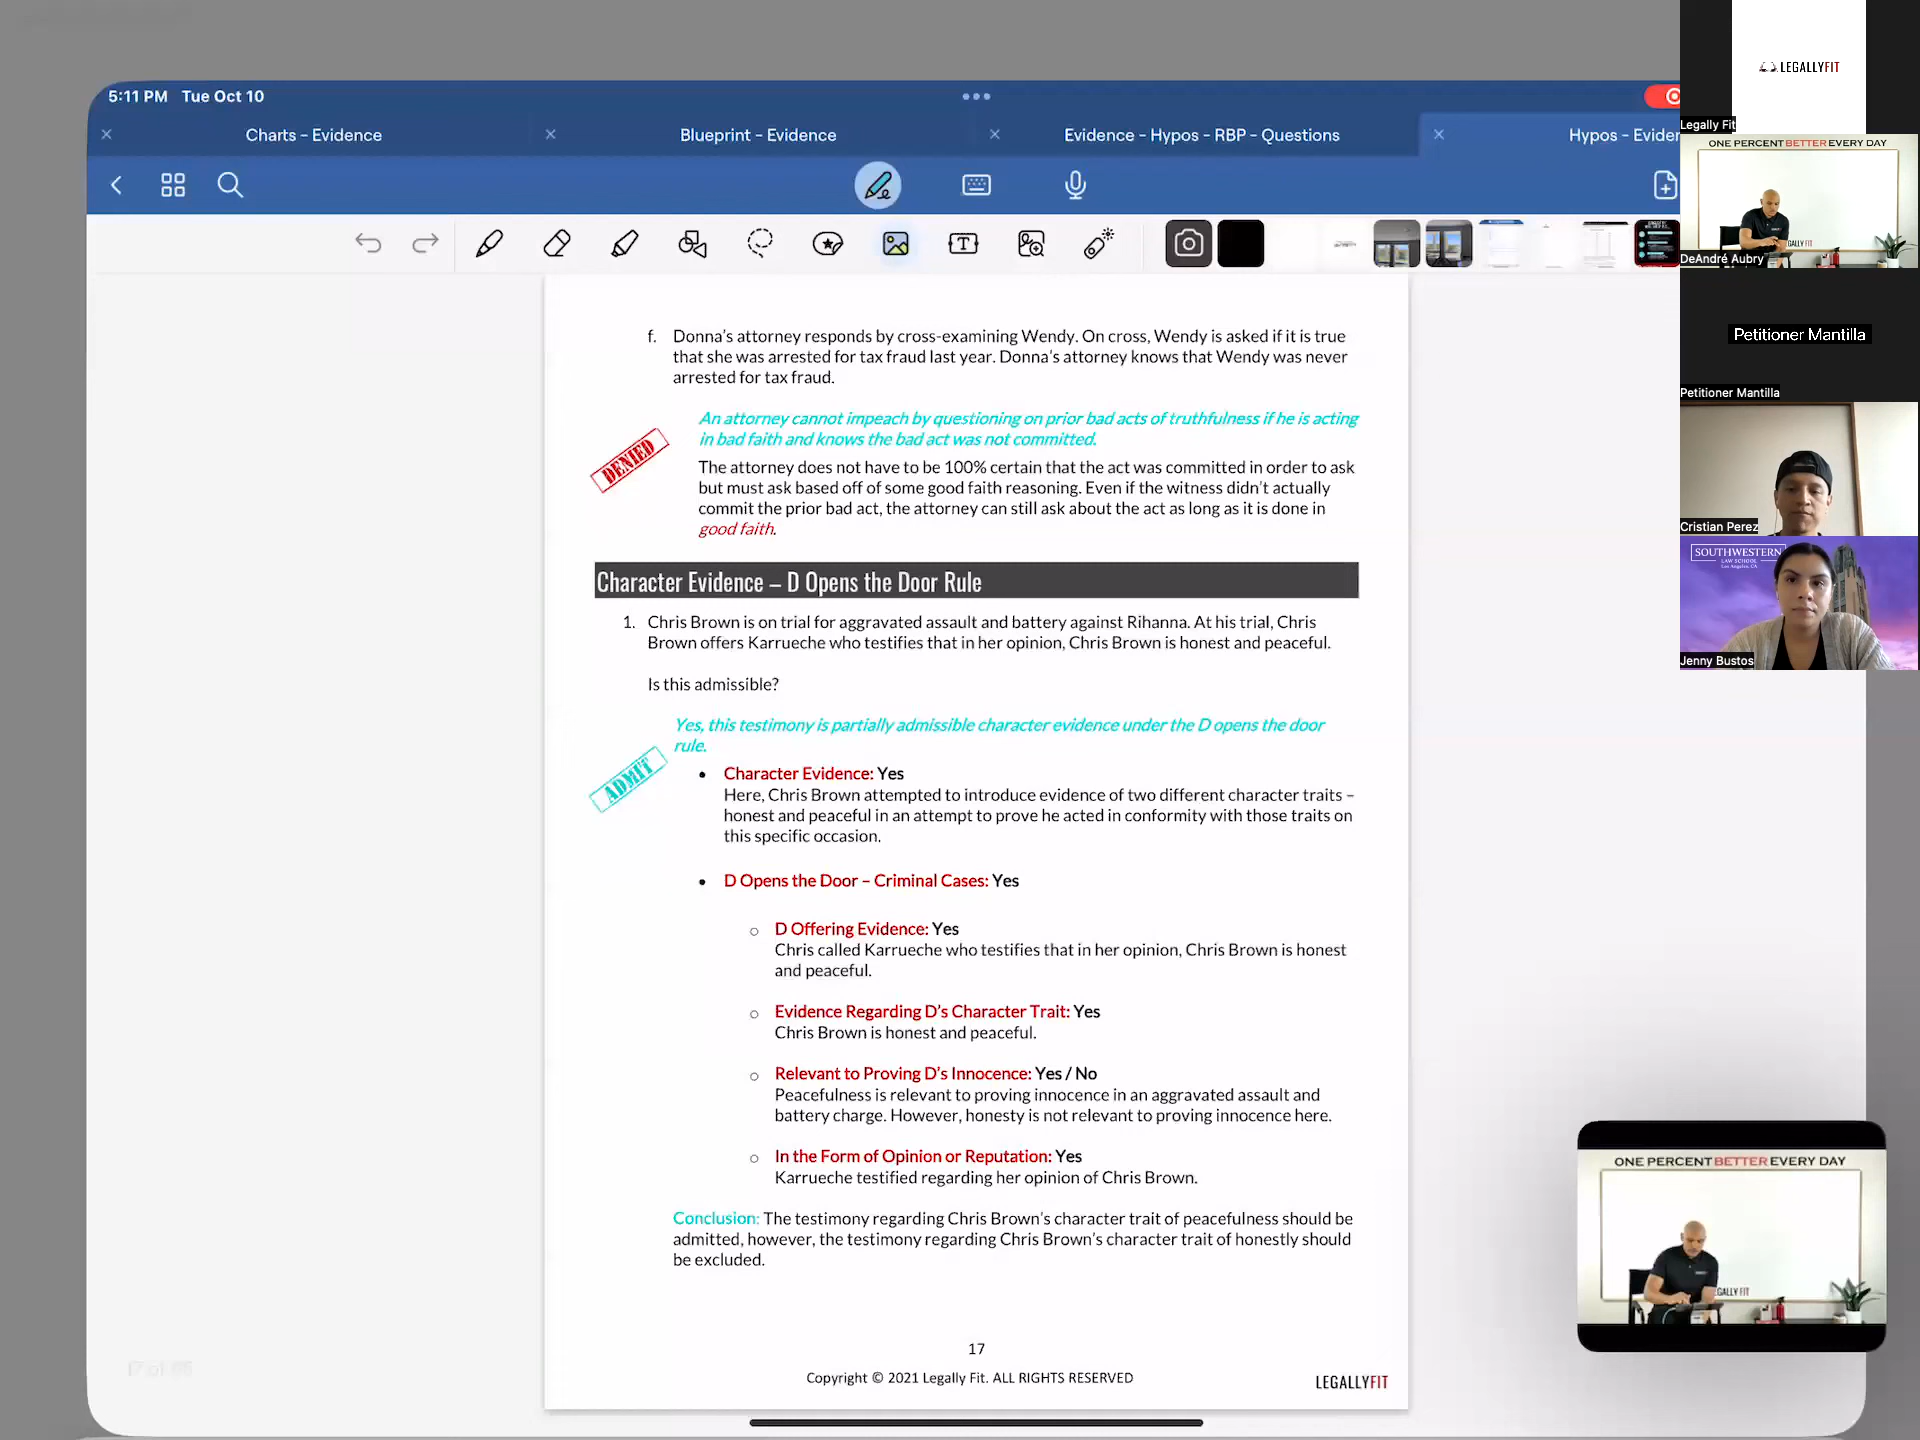 LEGALLYFIT
Legally Fit
5:11 PM Tue Oct 10
Charts - Evidence
Blueprint - Evidence
Evidence - Hypos - RBP - Questions
Hypos - Eviden
ONE PERCENT BETTER EVERY DAY
DeAndré Aubry
Petitioner Mantilla
Petitioner Mantilla
Cristian Perez
SOUTHWESTERN
LAW SCHOOL
Los Angeles, CA
Jenny Bustos
f. Donna's attorney responds by cross-examining Wendy. On cross, Wendy is asked if it is true
that she was arrested for tax fraud last year. Donna's attorney knows that Wendy was never
arrested for tax fraud.
An attorney cannot impeach by questioning on prior bad acts of truthfulness if he is acting
in bad faith and knows the bad act was not committed.
DENIED
The attorney does not have to be 100% certain that the act was committed in order to ask
but must ask based off of some good faith reasoning. Even if the witness didn't actually
commit the prior bad act, the attorney can still ask about the act as long as it is done in
good faith.
Character Evidence – D Opens the Door Rule
1. Chris Brown is on trial for aggravated assault and battery against Rihanna. At his trial, Chris
Brown offers Karrueche who testifies that in her opinion, Chris Brown is honest and peaceful.
Is this admissible?
Yes, this testimony is partially admissible character evidence under the D opens the door
rule.
ADMIT
• Character Evidence: Yes
Here, Chris Brown attempted to introduce evidence of two different character traits –
honest and peaceful in an attempt to prove he acted in conformity with those traits on
this specific occasion.
• D Opens the Door – Criminal Cases: Yes
o D Offering Evidence: Yes
Chris called Karrueche who testifies that in her opinion, Chris Brown is honest
and peaceful.
o Evidence Regarding D's Character Trait: Yes
Chris Brown is honest and peaceful.
o Relevant to Proving D's Innocence: Yes / No
Peacefulness is relevant to proving innocence in an aggravated assault and
battery charge. However, honesty is not relevant to proving innocence here.
o In the Form of Opinion or Reputation: Yes
Karrueche testified regarding her opinion of Chris Brown.
Conclusion: The testimony regarding Chris Brown's character trait of peacefulness should be
admitted, however, the testimony regarding Chris Brown's character trait of honestly should
be excluded.
17
Copyright © 2021 Legally Fit. ALL RIGHTS RESERVED
LEGALLYFIT
ONE PERCENT BETTER EVERY DAY